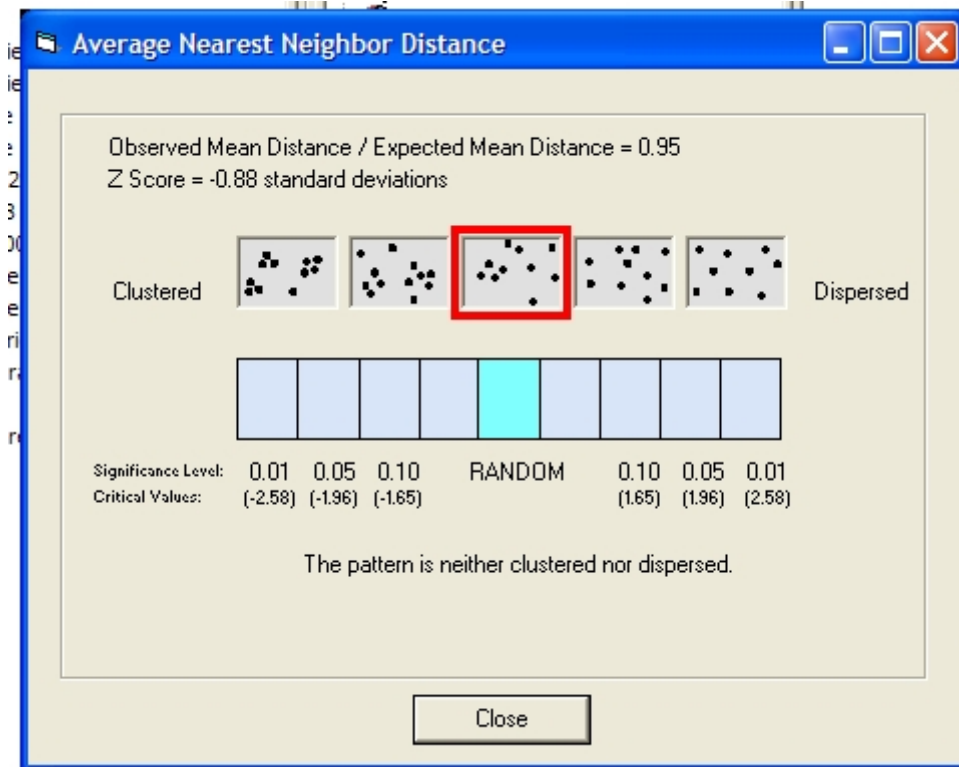 Average Nearest Neighbor Distance
Observed Mean Distance / Expected Mean Distance = 0.95
Z Score = -0.88 standard deviations
Clustered Dispersed
Significance Level: 0.01 0.05 0.10 RANDOM 0.10 0.05 0.01
Critical Values: (-2.58) (-1.96) (-1.65) (1.65) (1.96) (2.58)
The pattern is neither clustered nor dispersed.
Close